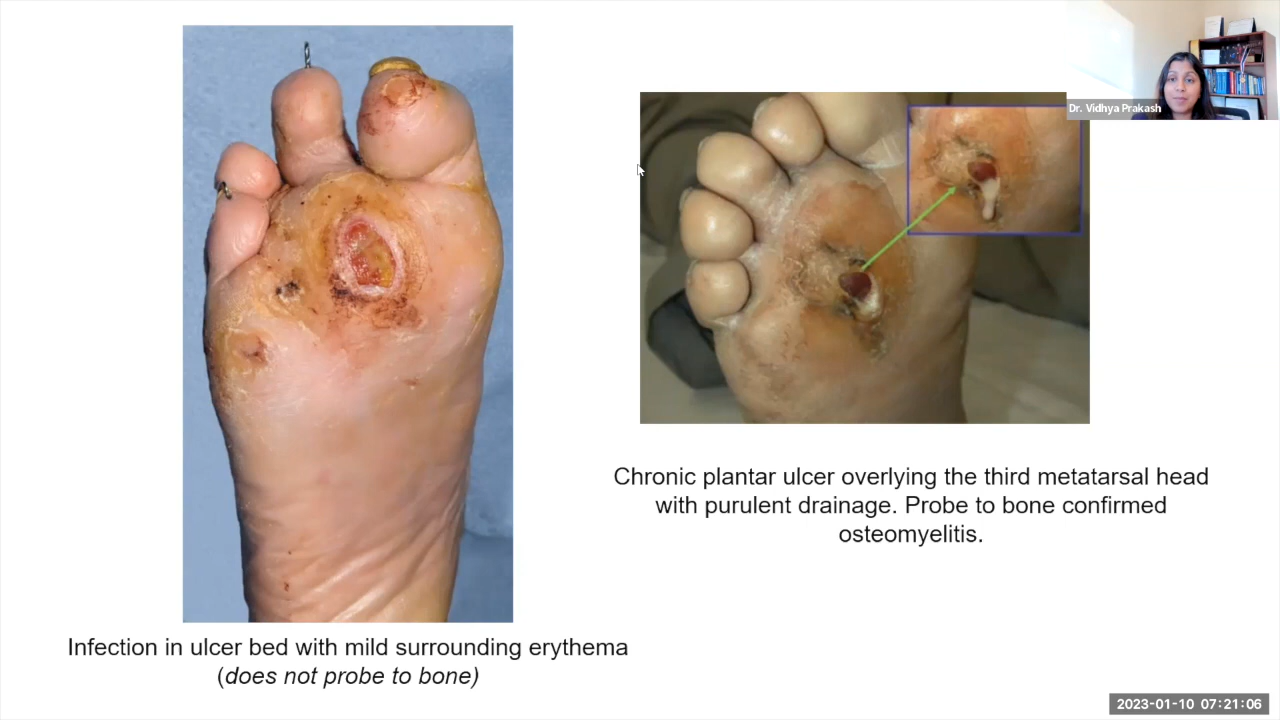 Dr. Vidhya Prakash
Chronic plantar ulcer overlying the third metatarsal head
with purulent drainage. Probe to bone confirmed
osteomyelitis.
Infection in ulcer bed with mild surrounding erythema
(does not probe to bone)
2023-01-10 07:21:06